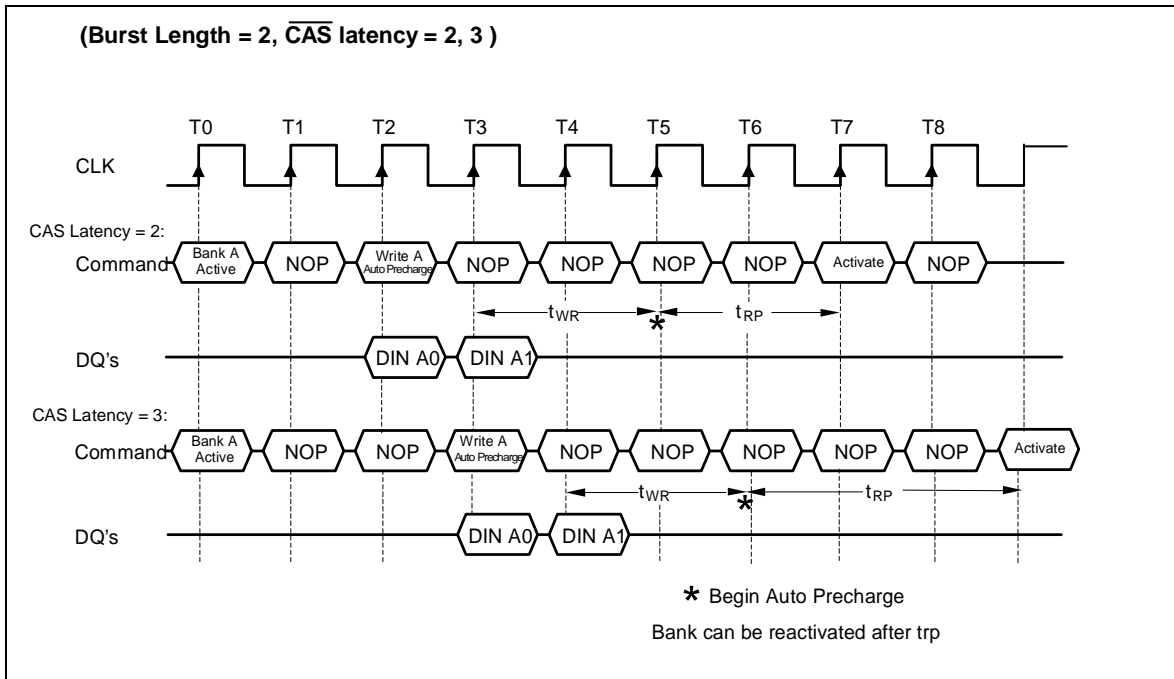 (Burst Length = 2, CAS latency = 2, 3 )
T0 T1 T2 T3 T4 T5 T6 T7 T8
CLK
CAS Latency = 2:
Command Bank A Active NOP Write A Auto Precharge NOP NOP NOP NOP Activate NOP
tWR tRP
*
DQ's DIN A0 DIN A1
CAS Latency = 3:
Command Bank A Active NOP NOP Write A Auto Precharge NOP NOP NOP NOP NOP Activate
tWR tRP
*
DQ's DIN A0 DIN A1
* Begin Auto Precharge
Bank can be reactivated after trp